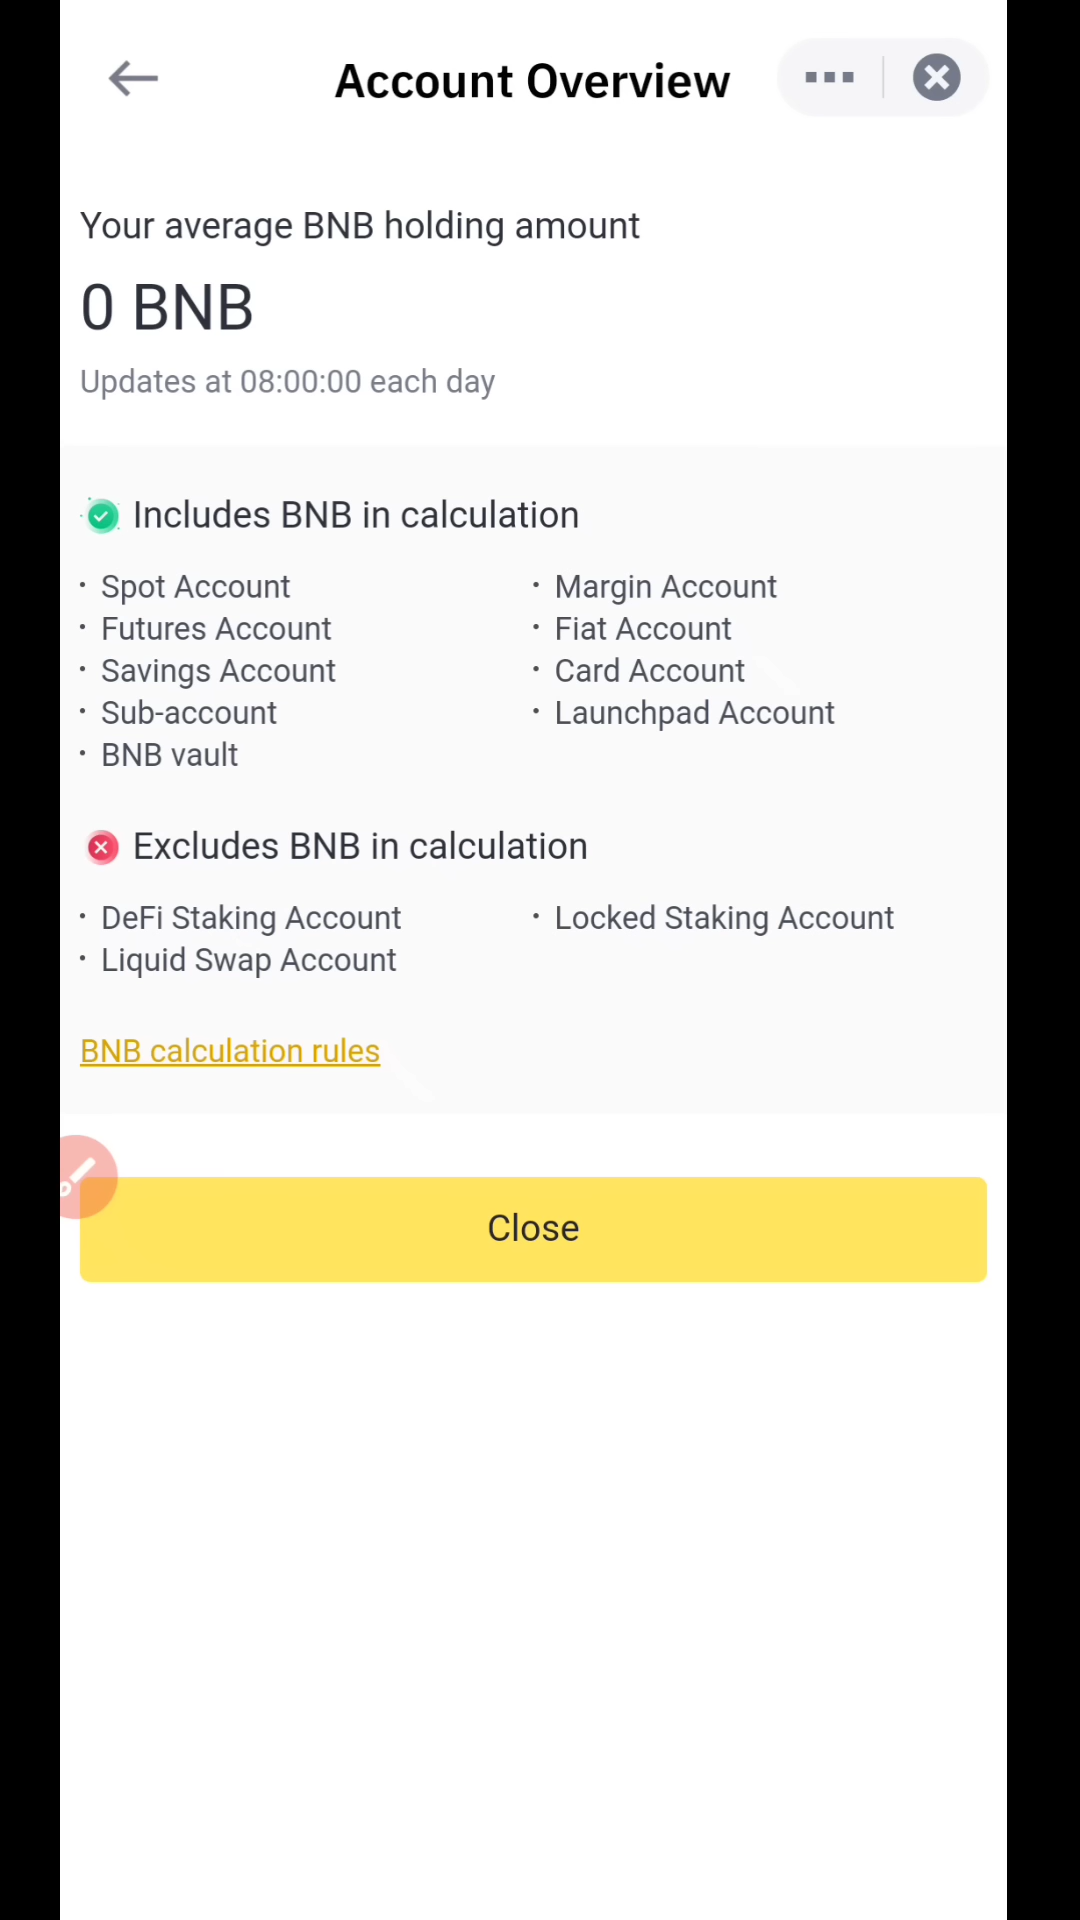 Account Overview
Your average BNB holding amount
0 BNB
Updates at 08:00:00 each day
Includes BNB in calculation
· Spot Account
· Margin Account
· Futures Account
· Fiat Account
· Savings Account
· Card Account
· Sub-account
· Launchpad Account
· BNB vault
Excludes BNB in calculation
· DeFi Staking Account
· Locked Staking Account
· Liquid Swap Account
BNB calculation rules
Close